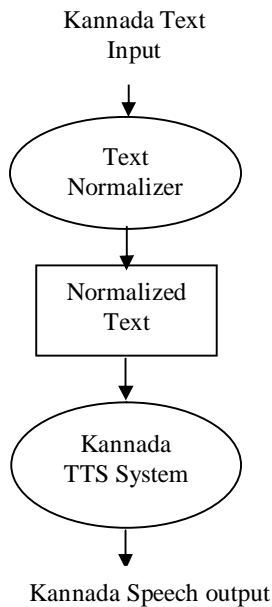 Kannada Text
Input
Text
Normalizer
Normalized
Text
Kannada
TTS System
Kannada Speech output